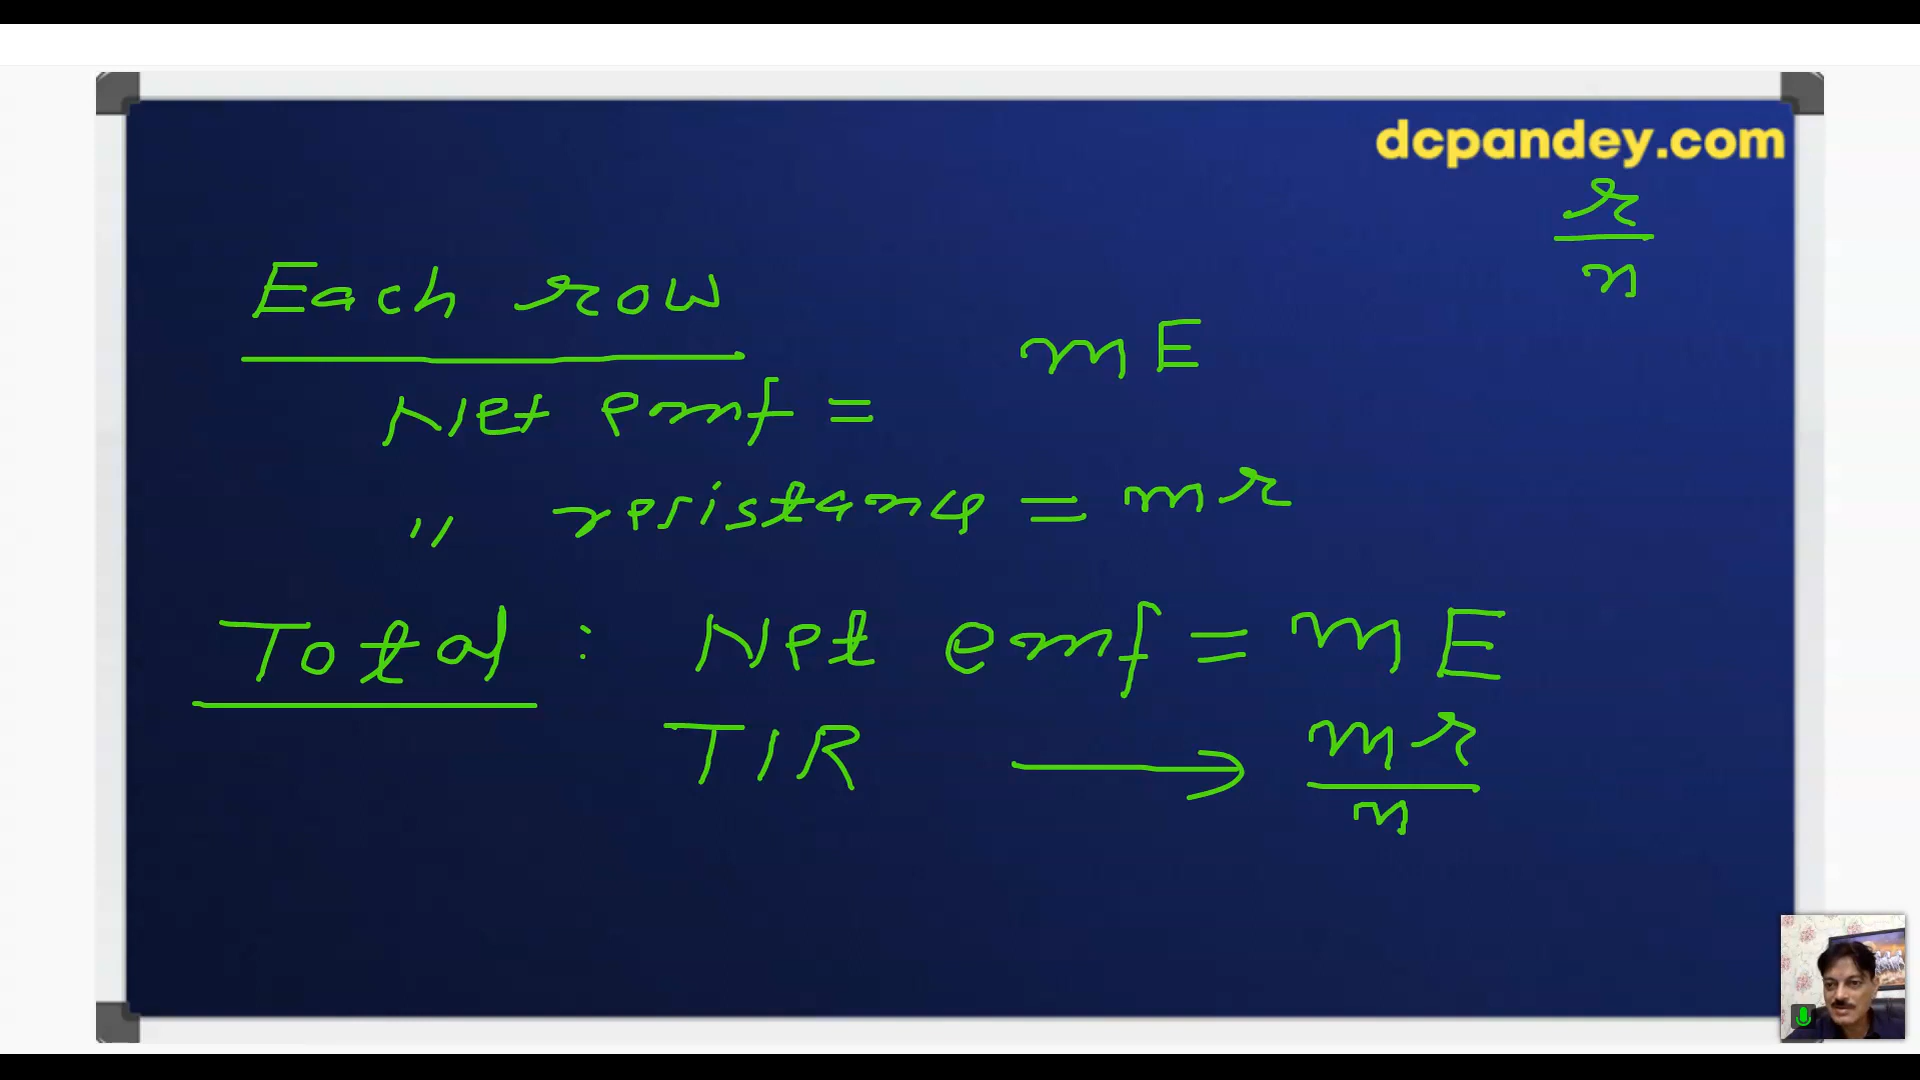 dcpandey.com
r/n
Each row
Net emf = mE
" resistance = mr
Total : Net emf = mE
TIR → mr/n